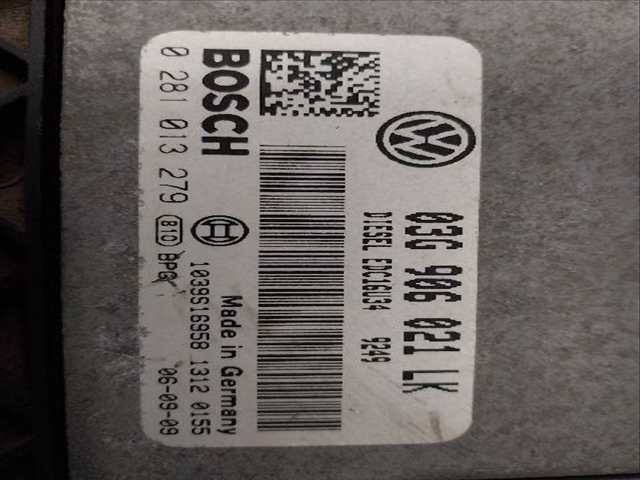 03G 906 021 LK
DIESEL EDC16U34 9249
Made in Germany
1039S16958 1312 0155
BOSCH
810 BPG 06-09-09
0 281 013 279